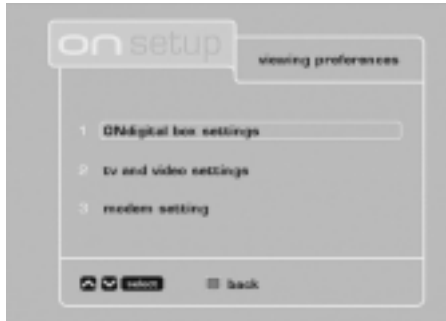 on setup
viewing preferences
1 ONdigital box settings
2 tv and video settings
3 modem setting
select back